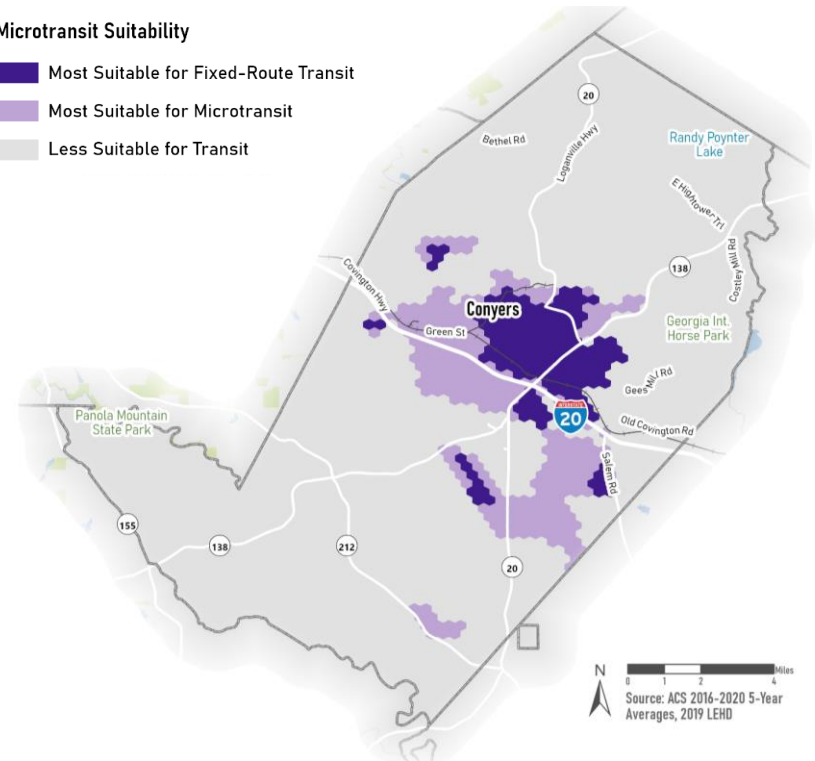 Microtransit Suitability
Most Suitable for Fixed-Route Transit
Most Suitable for Microtransit
Less Suitable for Transit
20
Bethel Rd
Loganville Hwy
Randy Poynter
Lake
E Hightower Trl
Costley Mill Rd
138
Covington Hwy
Conyers
Green St
Georgia Int.
Horse Park
Gees Mill Rd
INTERSTATE
20
Old Covington Rd
Panola Mountain
State Park
Salem Rd
155
138
212
20
N
Miles
0 1 2 4
Source: ACS 2016-2020 5-Year
Averages, 2019 LEHD